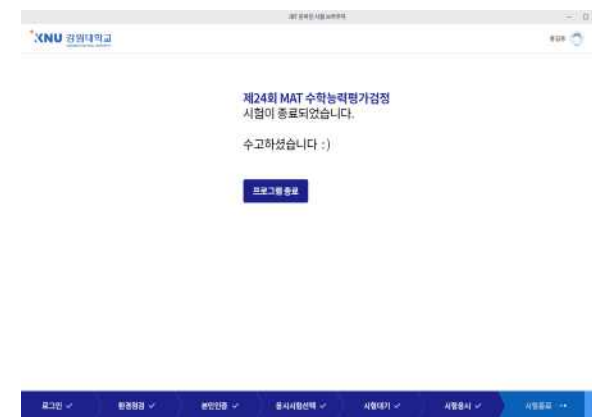 KNU 강원대학교
제24회 MAT 수학능력평가검정
시험이 종료되었습니다.
수고하셨습니다 :)
프로그램 종료
로그인
환경점검
본인인증
응시시험선택
시험대기
시험응시
시험종료